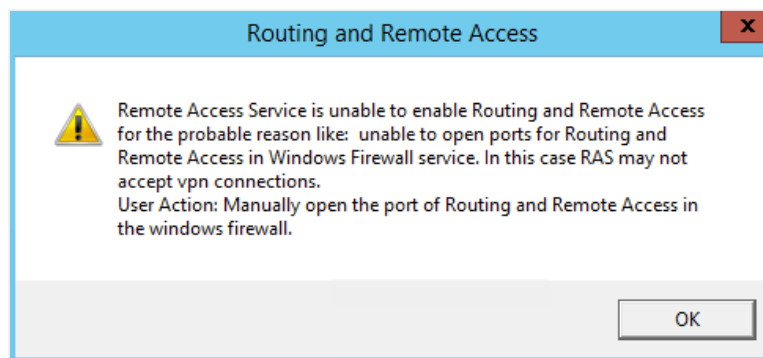 Routing and Remote Access
x
Remote Access Service is unable to enable Routing and Remote Access
for the probable reason like:  unable to open ports for Routing and
Remote Access in Windows Firewall service. In this case RAS may not
accept vpn connections.
User Action: Manually open the port of Routing and Remote Access in
the windows firewall.
OK